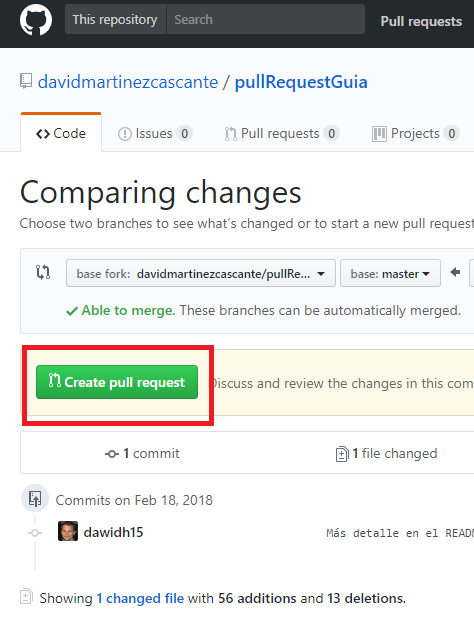 This repository Search Pull requests
davidmartinezcascante / pullRequestGuia
Code Issues 0 Pull requests 0 Projects 0
Comparing changes
Choose two branches to see what's changed or to start a new pull request
base fork: davidmartinezcascante/pullRe... base: master
Able to merge. These branches can be automatically merged.
Create pull request Discuss and review the changes in this com
1 commit 1 file changed
Commits on Feb 18, 2018
dawidh15 Más detalle en el READM
Showing 1 changed file with 56 additions and 13 deletions.